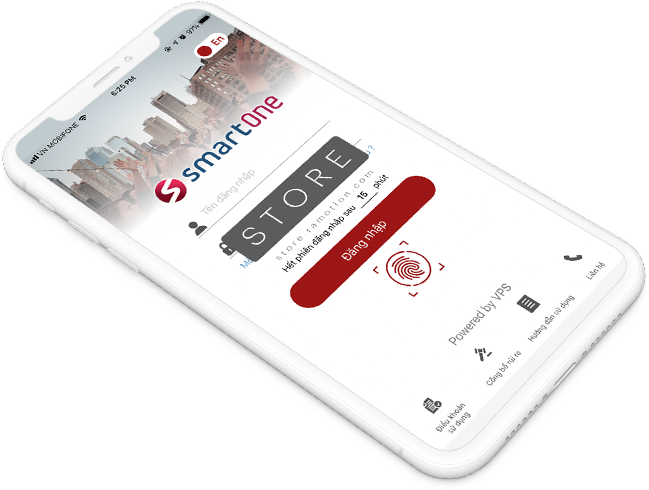 VN MOBIFONE
5:25 PM
97%
En
smartOne
Tên đăng nhập
STORE
store.ramotion.com
Hết phiên đăng nhập sau 15 phút
Đăng nhập
Powered by VPS
Điều khoản
sử dụng
Công bố rủi ro
Hướng dẫn sử dụng
Liên hệ